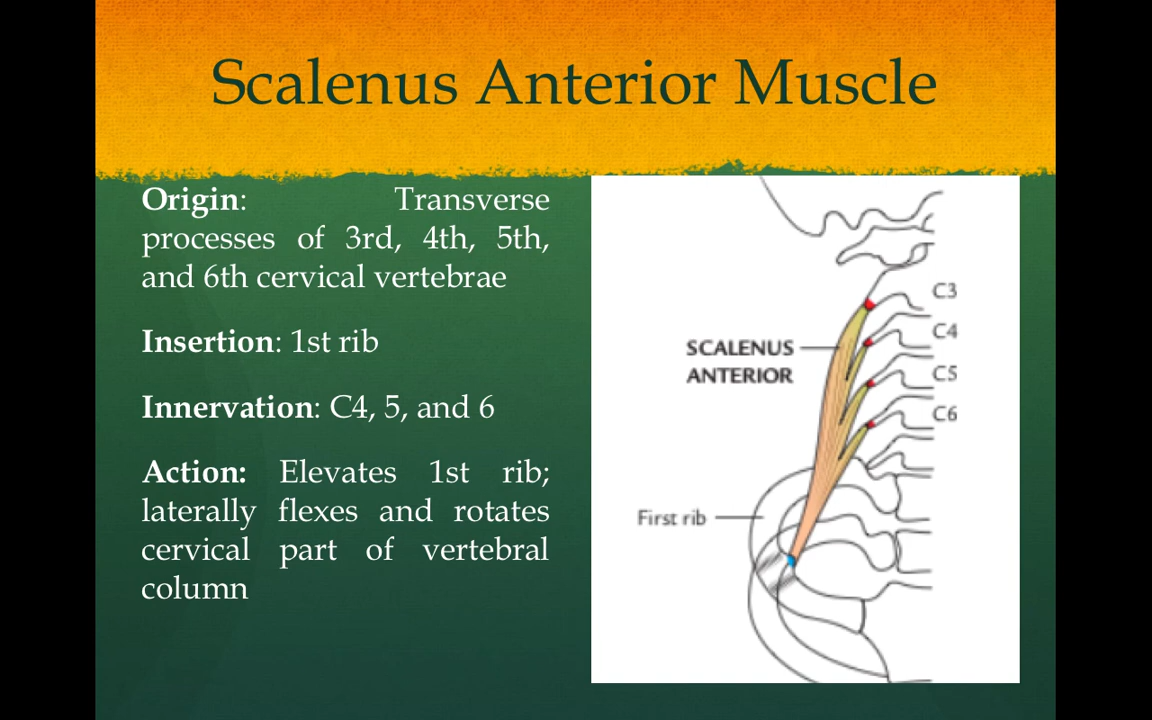 Scalenus Anterior Muscle
Origin: Transverse
processes of 3rd, 4th, 5th,
and 6th cervical vertebrae
Insertion: 1st rib
Innervation: C4, 5, and 6
Action: Elevates 1st rib;
laterally flexes and rotates
cervical part of vertebral
column
C3
C4
SCALENUS
ANTERIOR
C5
C6
First rib